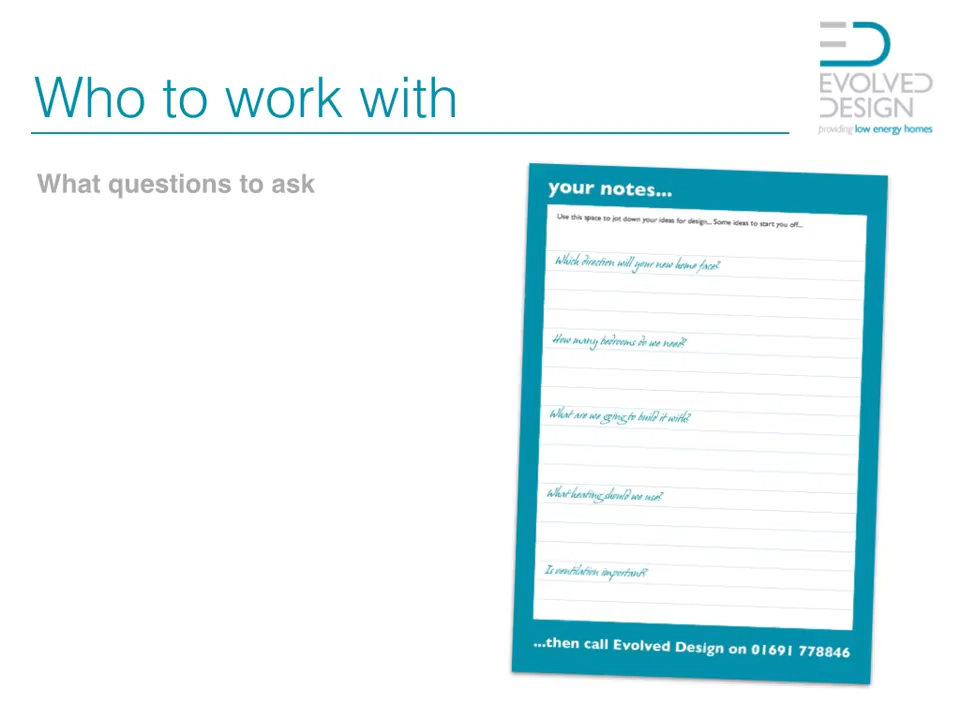 Who to work with
EVOLVED
DESIGN
providing low energy homes
What questions to ask
your notes...
Use this space to jot down your ideas for design... Some ideas to start you off...
Which direction will your new home face?
How many bedrooms do we need?
What are we going to build it with?
What heating should we use?
Is ventilation important?
...then call Evolved Design on 01691 778846